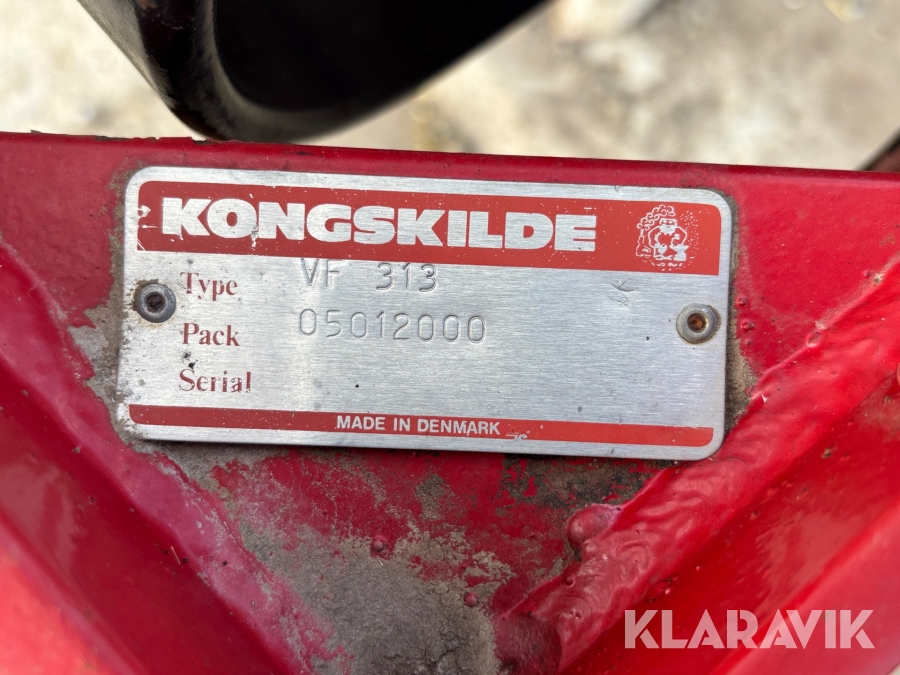 KONGSKILDE
Type VF 313
Pack 05012000
Serial
MADE IN DENMARK
KLARAVIK